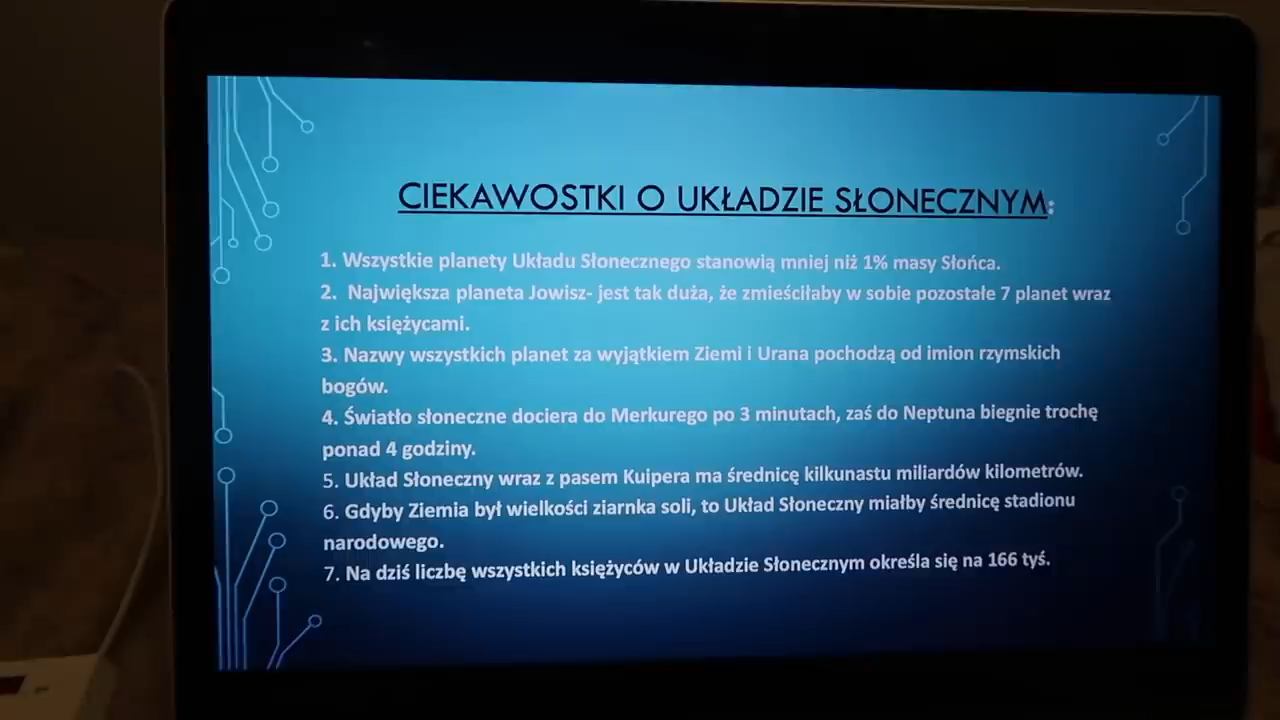 CIEKAWOSTKI O UKŁADZIE SŁONECZNYM:
1. Wszystkie planety Układu Słonecznego stanowią mniej niż 1% masy Słońca.
2. Największa planeta Jowisz- jest tak duża, że zmieściłaby w sobie pozostałe 7 planet wraz
z ich księżycami.
3. Nazwy wszystkich planet za wyjątkiem Ziemi i Urana pochodzą od imion rzymskich
bogów.
4. Światło słoneczne dociera do Merkurego po 3 minutach, zaś do Neptuna biegnie trochę
ponad 4 godziny.
5. Układ Słoneczny wraz z pasem Kuipera ma średnicę kilkunastu miliardów kilometrów.
6. Gdyby Ziemia był wielkości ziarnka soli, to Układ Słoneczny miałby średnicę stadionu
narodowego.
7. Na dziś liczbę wszystkich księżyców w Układzie Słonecznym określa się na 166 tyś.